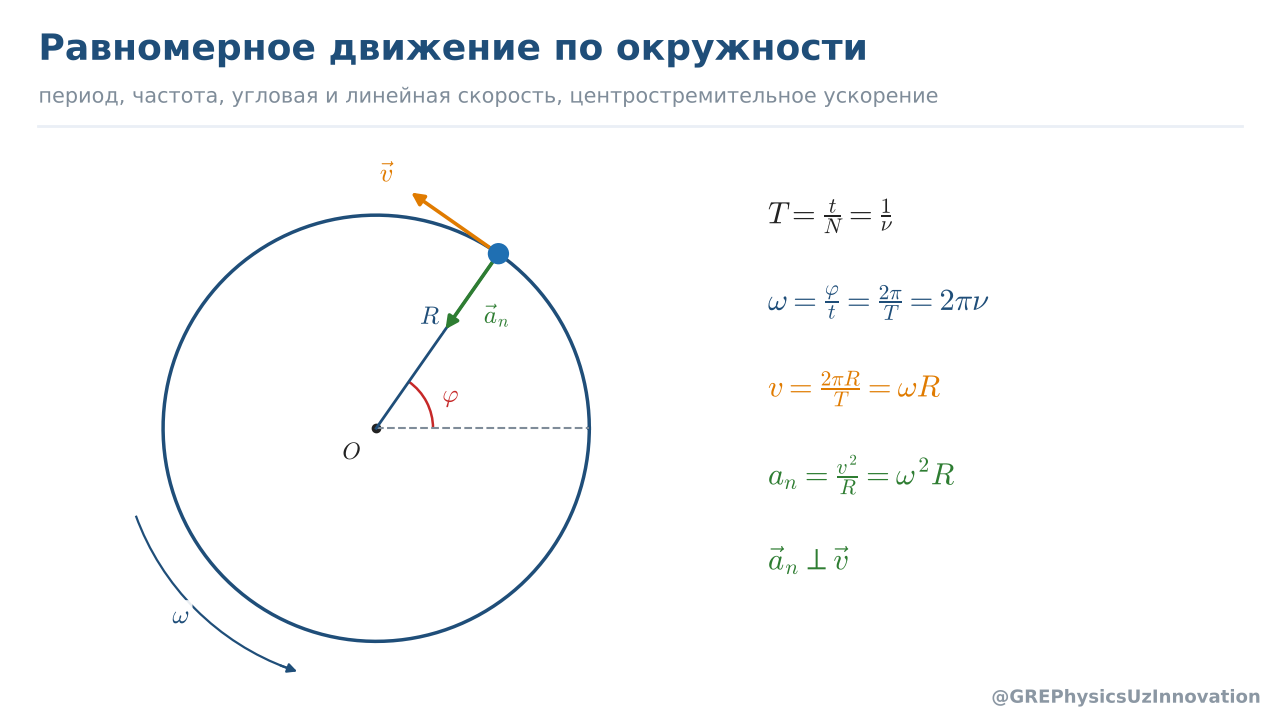 Равномерное движение по окружности
период, частота, угловая и линейная скорость, центростремительное ускорение
v⃗
R
a⃗ₙ
φ
O
ω
T = t/N = 1/ν
ω = φ/t = 2π/T = 2πν
v = 2πR/T = ωR
aₙ = v²/R = ω²R
a⃗ₙ ⊥ v⃗
@GREPhysicsUzInnovation